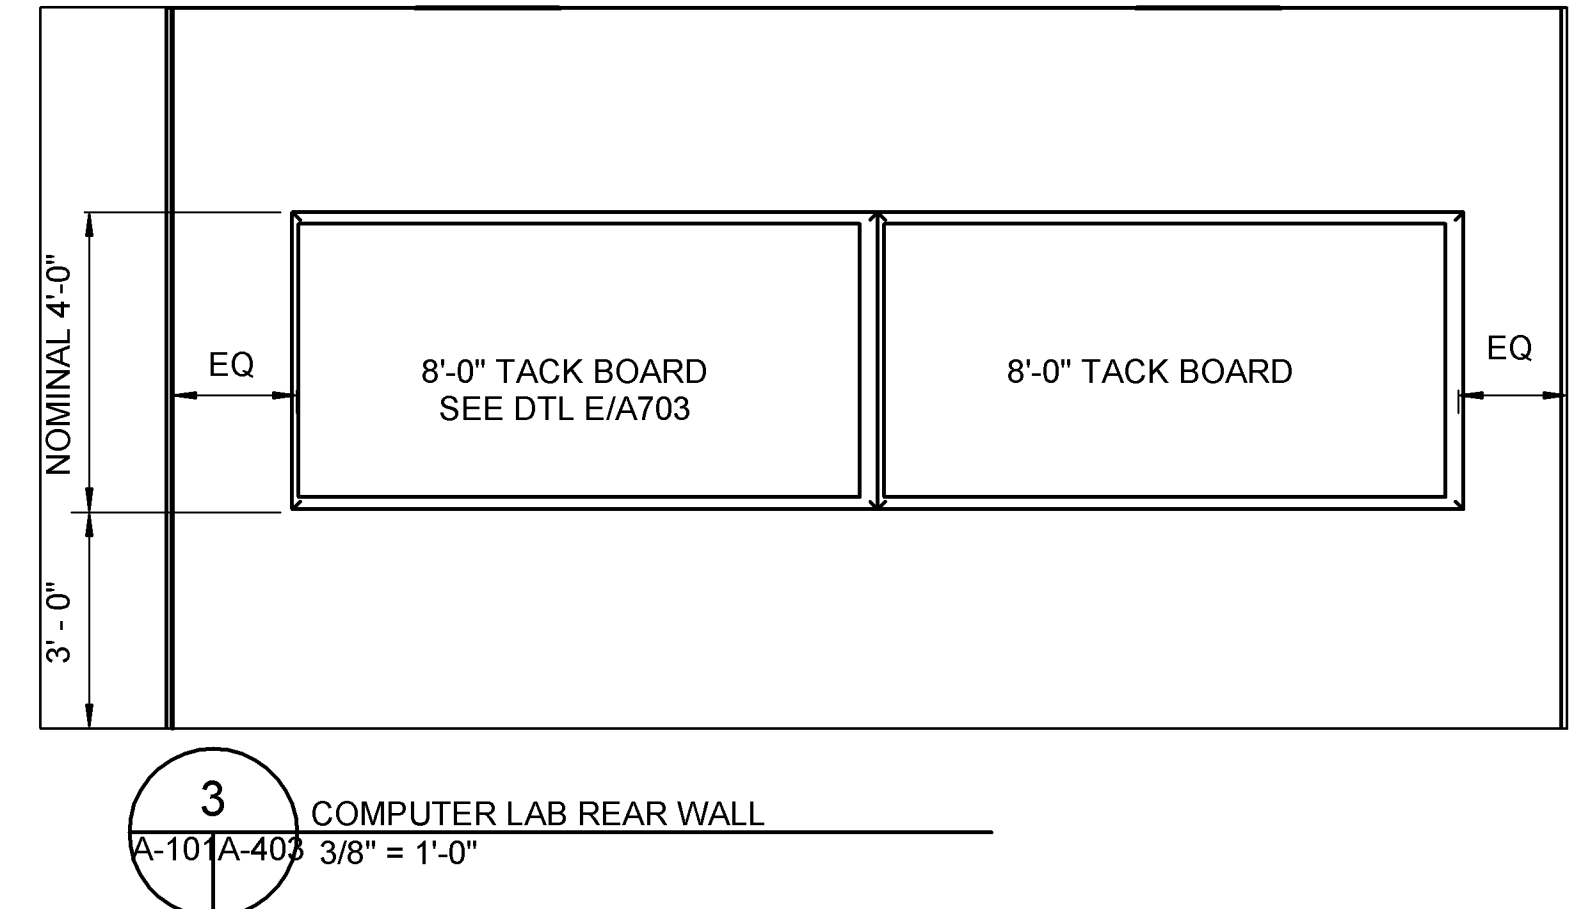 NOMINAL 4'-0"
EQ
8'-0" TACK BOARD
SEE DTL E/A703
8'-0" TACK BOARD
EQ
3' - 0"
3
COMPUTER LAB REAR WALL
A-101
A-403
3/8" = 1'-0"